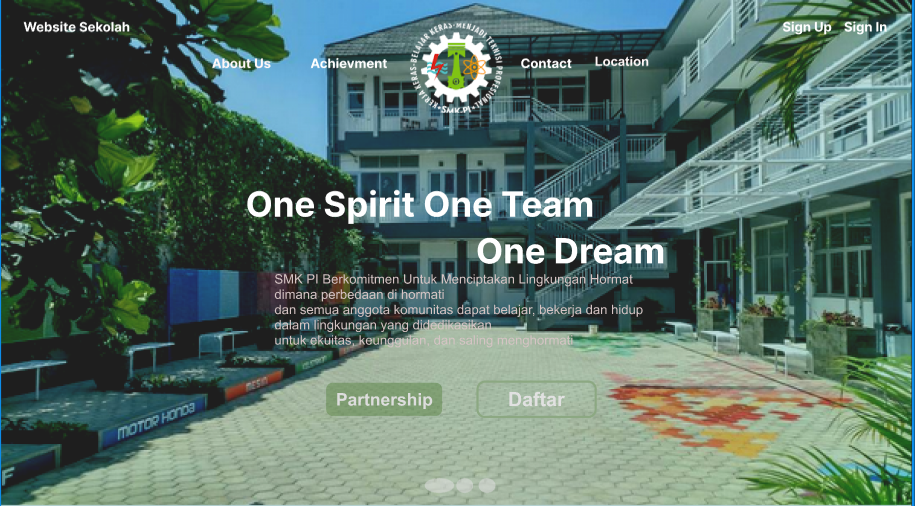 Website Sekolah
Sign Up
Sign In
About Us
Achievment
Contact
Location
BEKERJA KERAS•BELAJAR KERAS•MENJADI TEKNISI PROFESIONAL
•SMK.PI•
One Spirit One Team
One Dream
SMK PI Berkomitmen Untuk Menciptakan Lingkungan Hormat
dimana perbedaan di hormati
dan semua anggota komunitas dapat belajar, bekerja dan hidup
dalam lingkungan yang didedikasikan
untuk ekuitas, keunggulan, dan saling menghormati
MESIN
MOTOR HONDA
Partnership
Daftar